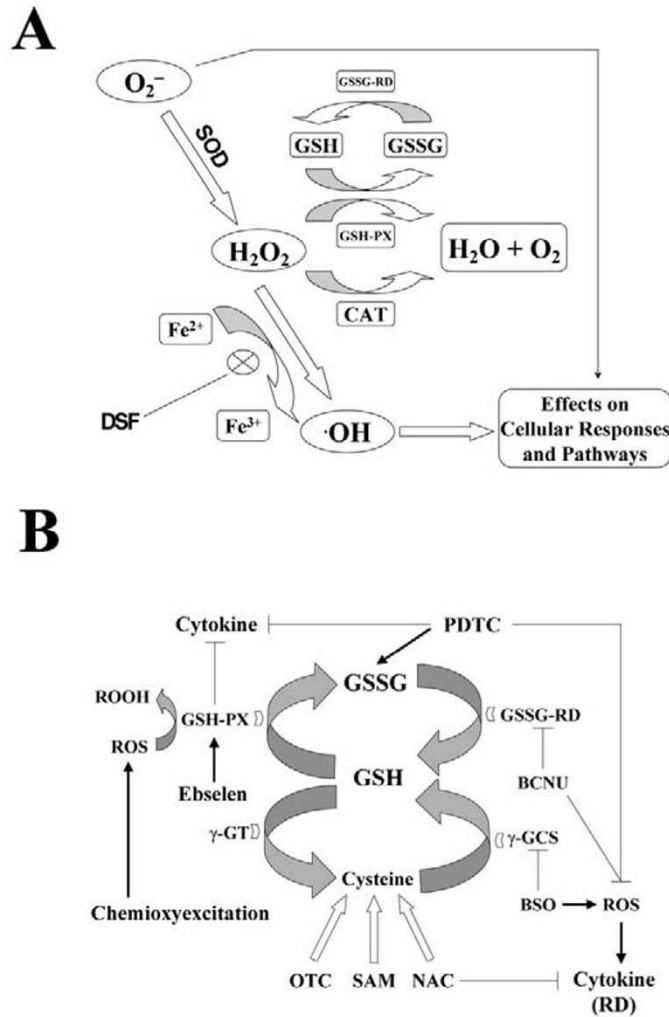 A
O₂⁻
GSSG-RD
SOD
GSH
GSSG
GSH-PX
H₂O₂
H₂O + O₂
CAT
Fe²⁺
DSF
Fe³⁺
·OH
Effects on
Cellular Responses
and Pathways
B
Cytokine
PDTC
GSSG
ROOH
GSH-PX
GSSG-RD
ROS
GSH
BCNU
Ebselen
γ-GT
γ-GCS
Cysteine
Chemioxyexcitation
BSO
ROS
OTC
SAM
NAC
Cytokine
(RD)